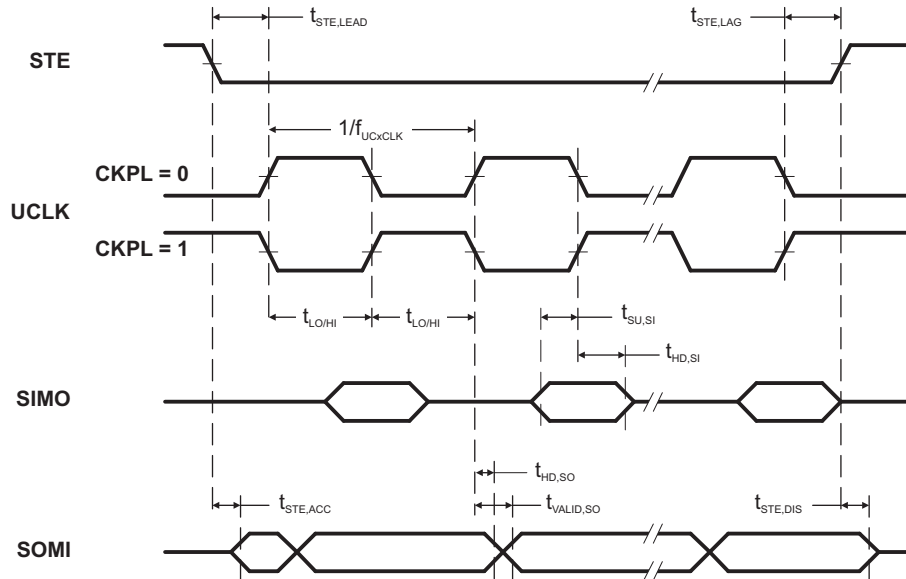 tSTE,LEAD
tSTE,LAG
STE
1/fUCxCLK
CKPL = 0
UCLK
CKPL = 1
tLO/HI tLO/HI
tSU,SI
tHD,SI
SIMO
tHD,SO
tSTE,ACC tVALID,SO tSTE,DIS
SOMI